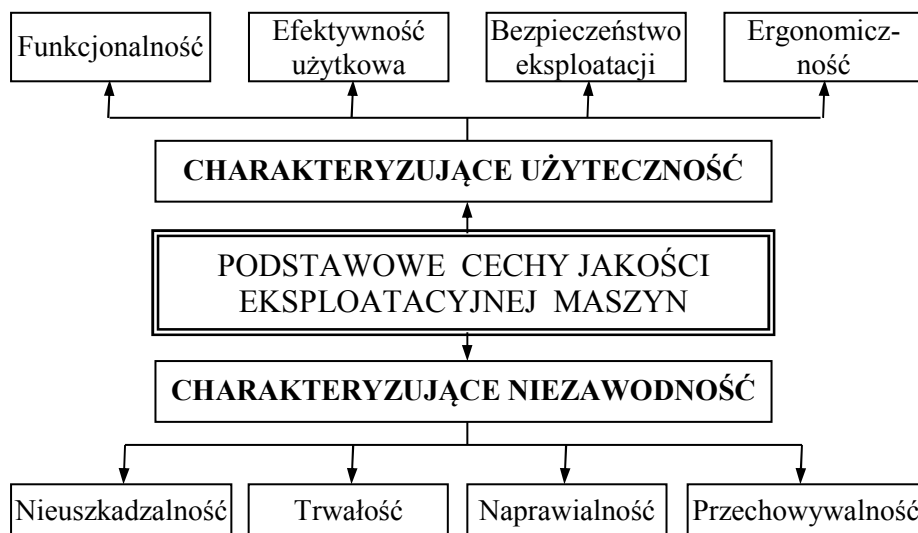 Funkcjonalność
Efektywność
użytkowa
Bezpieczeństwo
eksploatacji
Ergonomicz-
ność
CHARAKTERYZUJĄCE UŻYTECZNOŚĆ
PODSTAWOWE CECHY JAKOŚCI
EKSPLOATACYJNEJ MASZYN
CHARAKTERYZUJĄCE NIEZAWODNOŚĆ
Nieuszkadzalność
Trwałość
Naprawialność
Przechowywalność